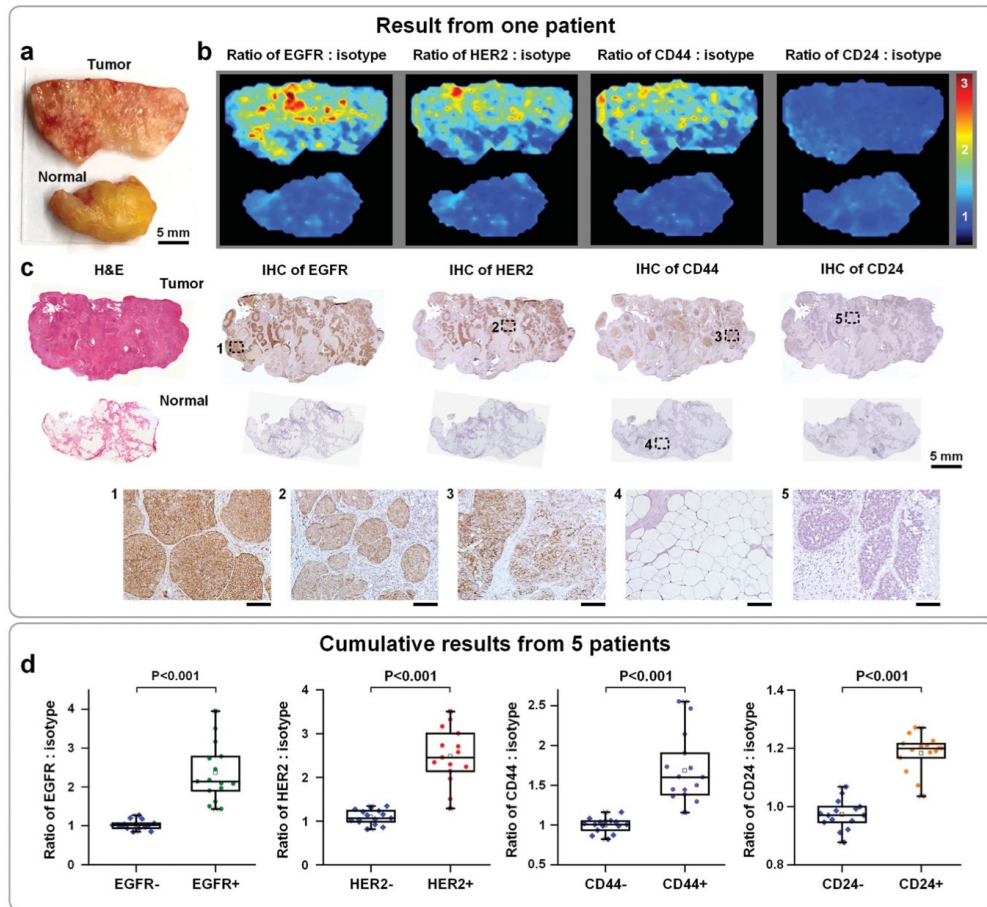 Result from one patient
a
Tumor
Normal
5 mm
b
Ratio of EGFR : isotype
Ratio of HER2 : isotype
Ratio of CD44 : isotype
Ratio of CD24 : isotype
3
2
1
c
H&E
Tumor
IHC of EGFR
IHC of HER2
IHC of CD44
IHC of CD24
1
2
3
5
Normal
4
5 mm
1
2
3
4
5
Cumulative results from 5 patients
d
P<0.001
Ratio of EGFR : isotype
4
3
2
1
0
EGFR-
EGFR+
P<0.001
Ratio of HER2 : isotype
4
3
2
1
0
HER2-
HER2+
P<0.001
Ratio of CD44 : isotype
2.5
2
1.5
1
0.5
CD44-
CD44+
P<0.001
Ratio of CD24 : isotype
1.4
1.2
1.0
0.8
CD24-
CD24+